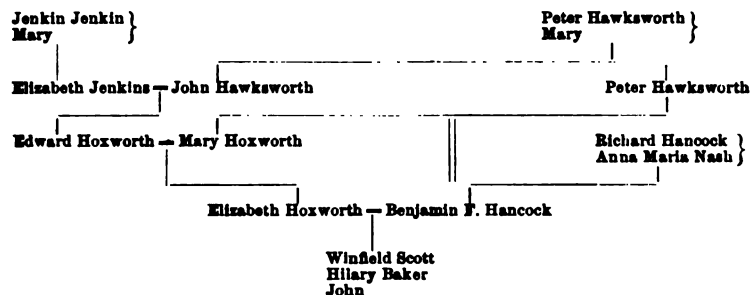 Jenkin Jenkin } Peter Hawksworth }
Mary Mary
Elizabeth Jenkins — John Hawksworth Peter Hawksworth
Edward Hoxworth — Mary Hoxworth Richard Hancock }
Anna Maria Nash
Elizabeth Hoxworth — Benjamin F. Hancock
Winfield Scott
Hilary Baker
John